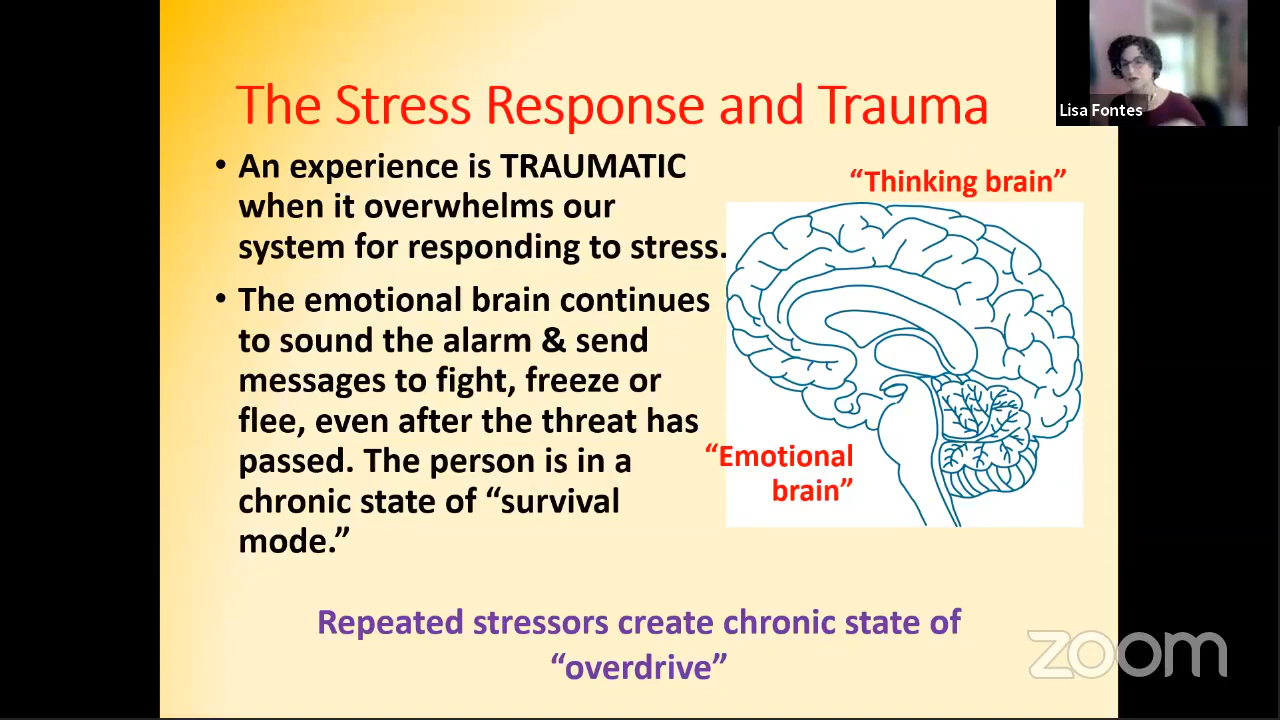 The Stress Response and Trauma
Lisa Fontes
• An experience is TRAUMATIC
when it overwhelms our
system for responding to stress.
• The emotional brain continues
to sound the alarm & send
messages to fight, freeze or
flee, even after the threat has
passed. The person is in a
chronic state of “survival
mode.”
“Thinking brain”
“Emotional
brain”
Repeated stressors create chronic state of
“overdrive”
zoom